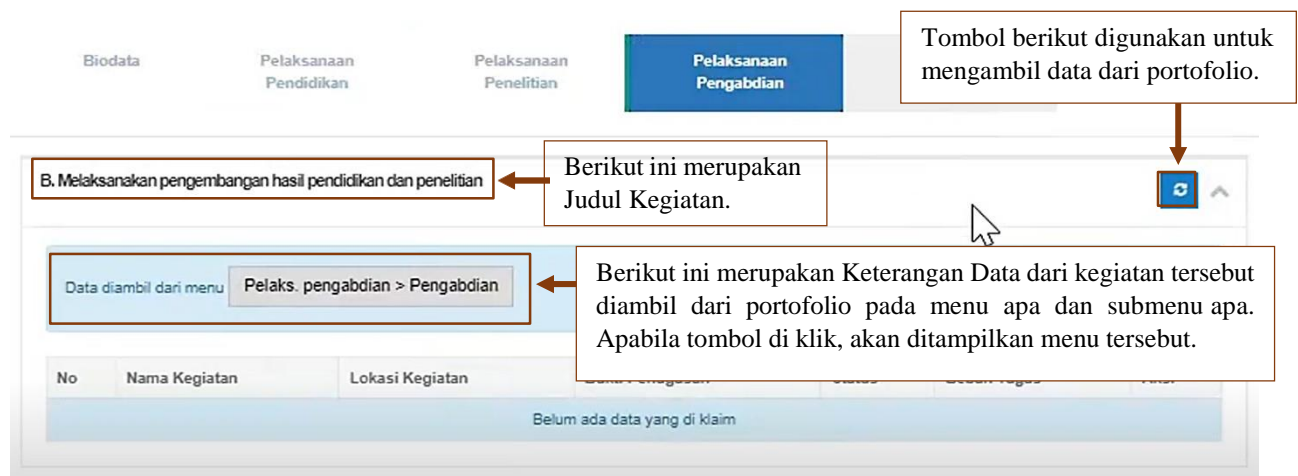 Biodata
Pelaksanaan
Pendidikan
Pelaksanaan
Penelitian
Pelaksanaan
Pengabdian
Tombol berikut digunakan untuk
mengambil data dari portofolio.
B. Melaksanakan pengembangan hasil pendidikan dan penelitian
Berikut ini merupakan
Judul Kegiatan.
Data diambil dari menu Pelaks. pengabdian > Pengabdian
Berikut ini merupakan Keterangan Data dari kegiatan tersebut
diambil dari portofolio pada menu apa dan submenu apa.
Apabila tombol di klik, akan ditampilkan menu tersebut.
No Nama Kegiatan Lokasi Kegiatan
Belum ada data yang di klaim